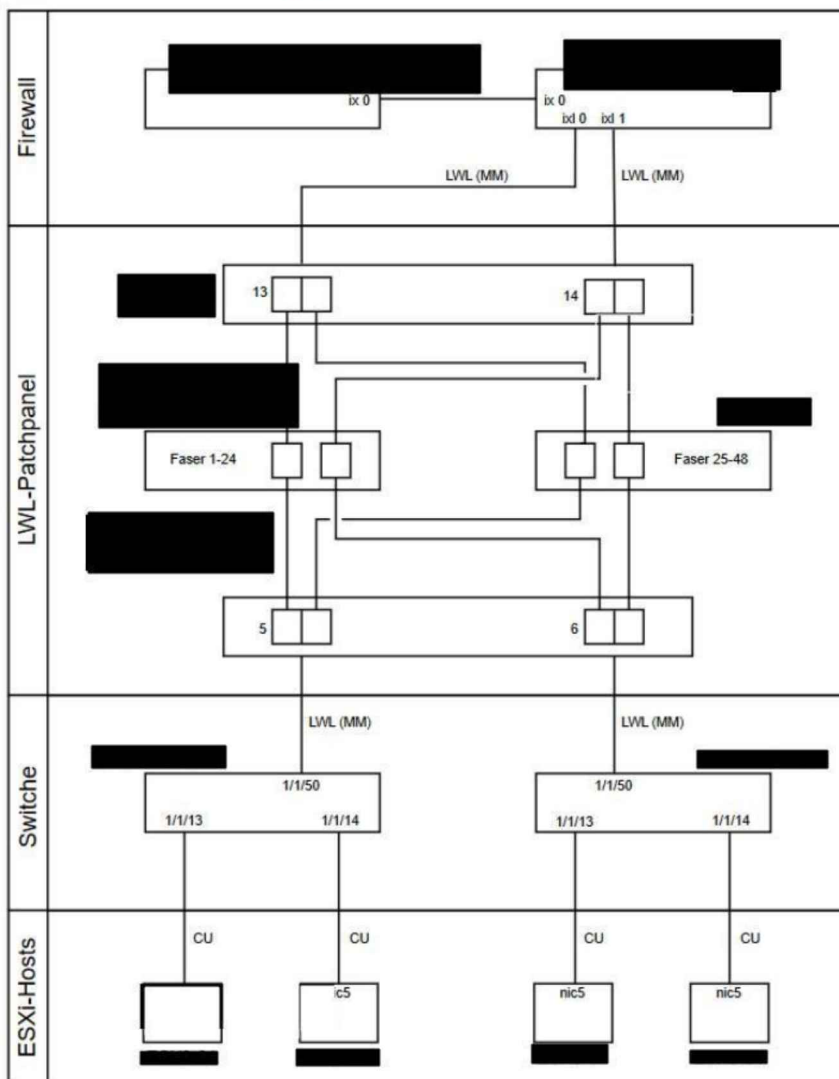 Firewall
ix 0
ix 0
ixl 0 ixl 1
LWL (MM)
LWL (MM)
LWL-Patchpanel
13
14
Faser 1-24
Faser 25-48
5
6
LWL (MM)
LWL (MM)
Switche
1/1/50
1/1/50
1/1/13
1/1/14
1/1/13
1/1/14
ESXi-Hosts
CU
CU
CU
CU
ic5
nic5
nic5